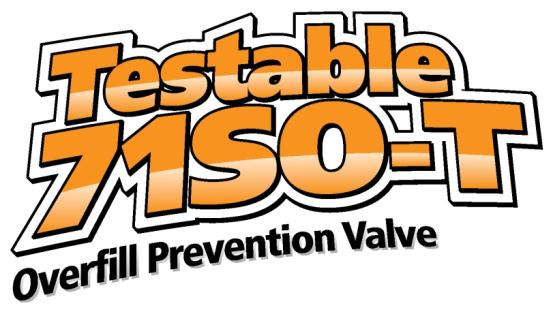 Testable
71SO-T
Overfill Prevention Valve